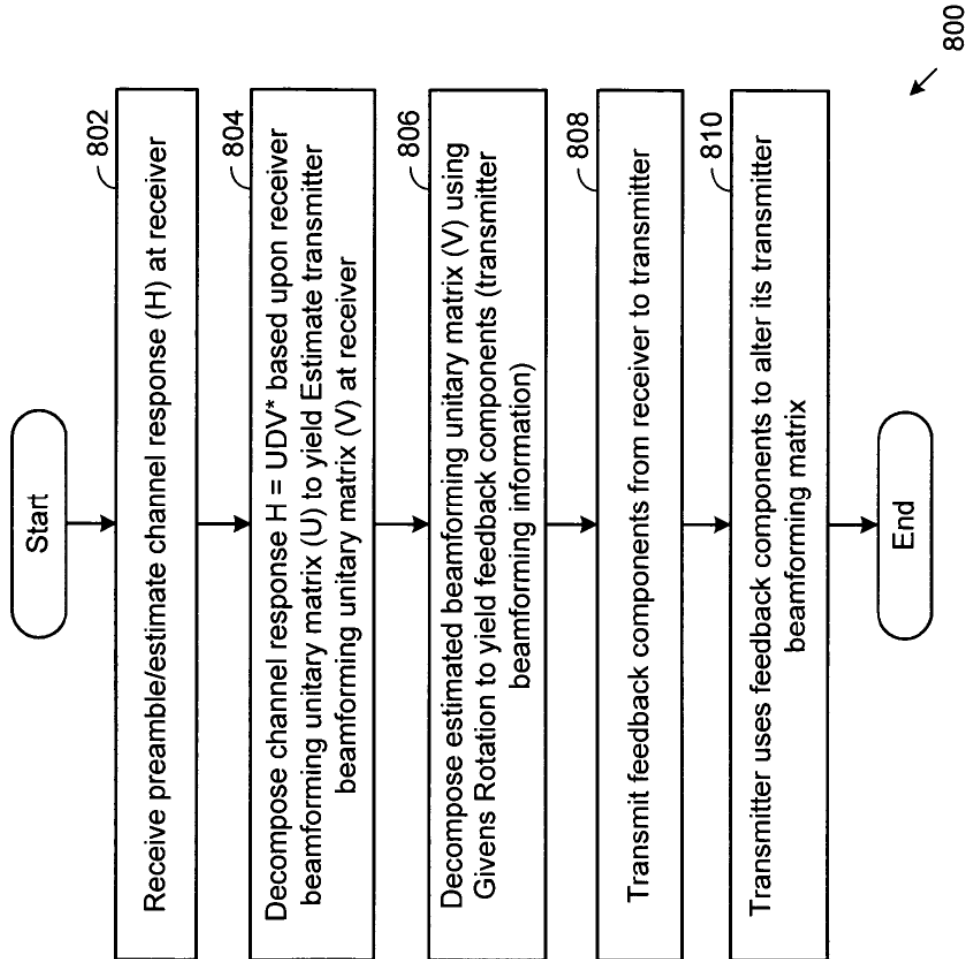 Start
802
Receive preamble/estimate channel response (H) at receiver
804
Decompose channel response H = UDV* based upon receiver
beamforming unitary matrix (U) to yield Estimate transmitter
beamforming unitary matrix (V) at receiver
806
Decompose estimated beamforming unitary matrix (V) using
Givens Rotation to yield feedback components (transmitter
beamforming information)
808
Transmit feedback components from receiver to transmitter
810
Transmitter uses feedback components to alter its transmitter
beamforming matrix
End
800